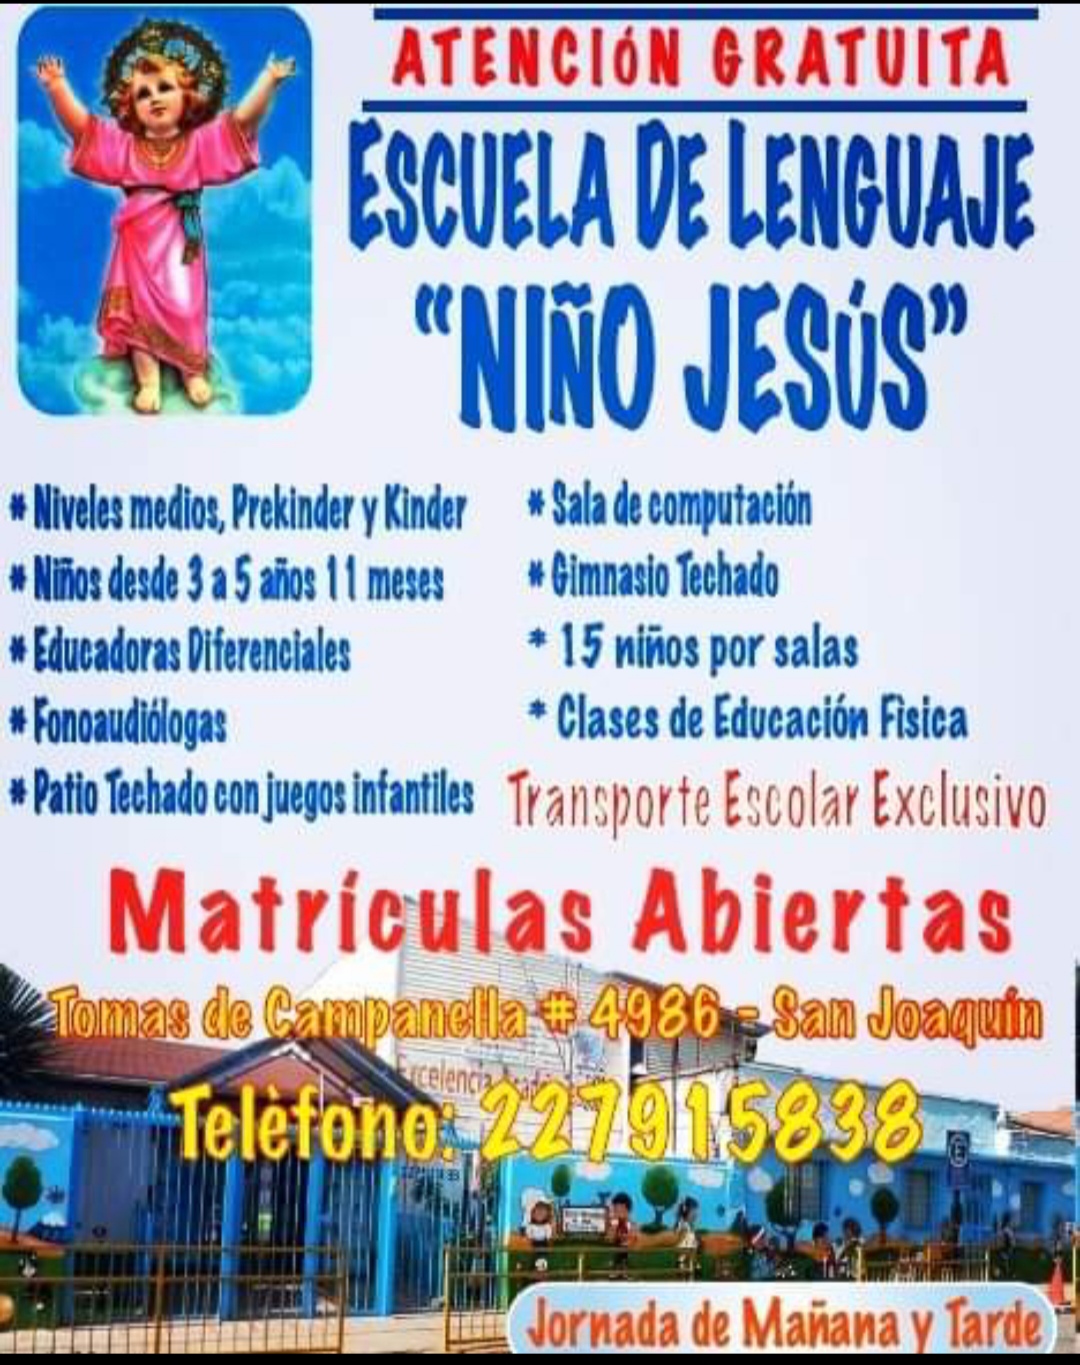 ATENCIÓN GRATUITA
ESCUELA DE LENGUAJE
“NIÑO JESÚS”
* Niveles medios, Prekinder y Kinder
* Niños desde 3 a 5 años 11 meses
* Educadoras Diferenciales
* Fonoaudiólogas
* Patio Techado con juegos infantiles
* Sala de computación
* Gimnasio Techado
* 15 niños por salas
* Clases de Educación Fìsica
Transporte Escolar Exclusivo
Matrículas Abiertas
Tomas de Campanella # 4986 - San Joaquín
Telèfono: 227915838
Jornada de Mañana y Tarde